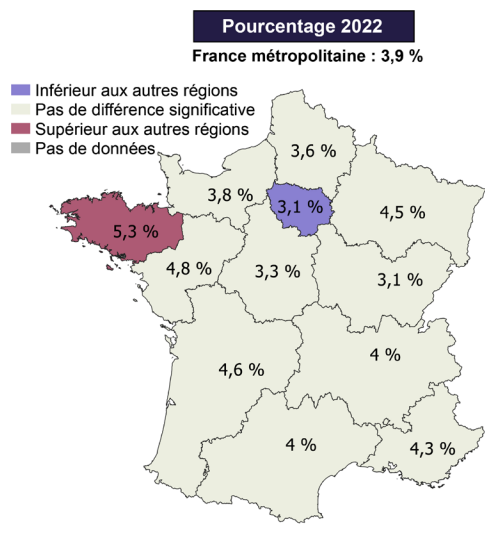 Pourcentage 2022
France métropolitaine : 3,9 %
Inférieur aux autres régions
Pas de différence significative
Supérieur aux autres régions
Pas de données
3,6 %
3,8 %
3,1 %
4,5 %
5,3 %
4,8 %
3,3 %
3,1 %
4,6 %
4 %
4 %
4,3 %